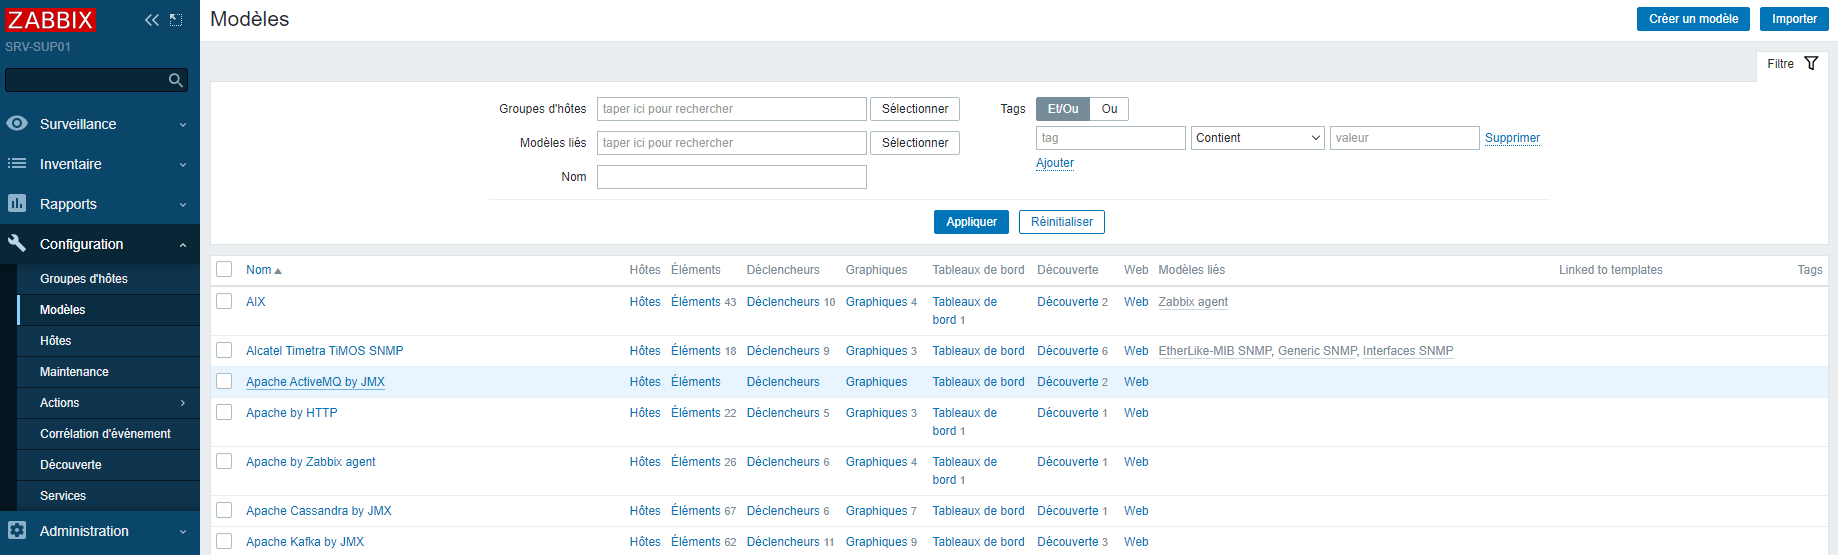 ZABBIX
SRV-SUP01
Surveillance
Inventaire
Rapports
Configuration
Groupes d'hôtes
Modèles
Hôtes
Maintenance
Actions
Corrélation d'événement
Découverte
Services
Administration
Modèles
Créer un modèle Importer
Filtre
Groupes d'hôtes taper ici pour rechercher Sélectionner Tags Et/Ou Ou
Modèles liés taper ici pour rechercher Sélectionner tag Contient valeur Supprimer
Ajouter
Nom
Appliquer Réinitialiser
Nom Hôtes Éléments Déclencheurs Graphiques Tableaux de bord Découverte Web Modèles liés Linked to templates Tags
AIX Hôtes Éléments 43 Déclencheurs 10 Graphiques 4 Tableaux de Découverte 2 Web Zabbix agent
bord 1
Alcatel Timetra TiMOS SNMP Hôtes Éléments 18 Déclencheurs 9 Graphiques 3 Tableaux de bord Découverte 6 Web EtherLike-MIB SNMP, Generic SNMP, Interfaces SNMP
Apache ActiveMQ by JMX Hôtes Éléments Déclencheurs Graphiques Tableaux de bord Découverte 2 Web
Apache by HTTP Hôtes Éléments 22 Déclencheurs 5 Graphiques 3 Tableaux de Découverte 1 Web
bord 1
Apache by Zabbix agent Hôtes Éléments 26 Déclencheurs 6 Graphiques 4 Tableaux de Découverte 1 Web
bord 1
Apache Cassandra by JMX Hôtes Éléments 67 Déclencheurs 6 Graphiques 7 Tableaux de bord Découverte 1 Web
Apache Kafka by JMX Hôtes Éléments 62 Déclencheurs 11 Graphiques 9 Tableaux de bord Découverte 3 Web